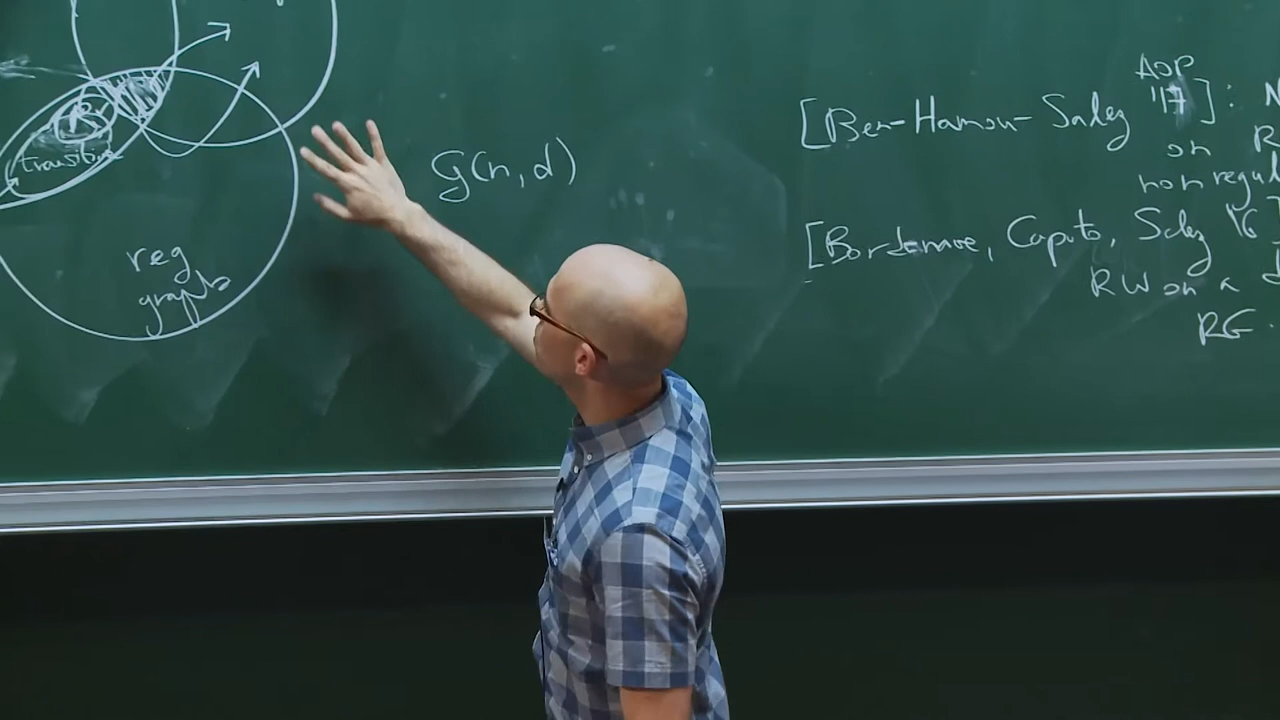 transitive
reg
graphs
G(n,d)
AOP
[Ben-Hamou-Salez '17]: N
on R
non regul
[Bordenave, Caputo, Salez '16]
RW on a d
RG